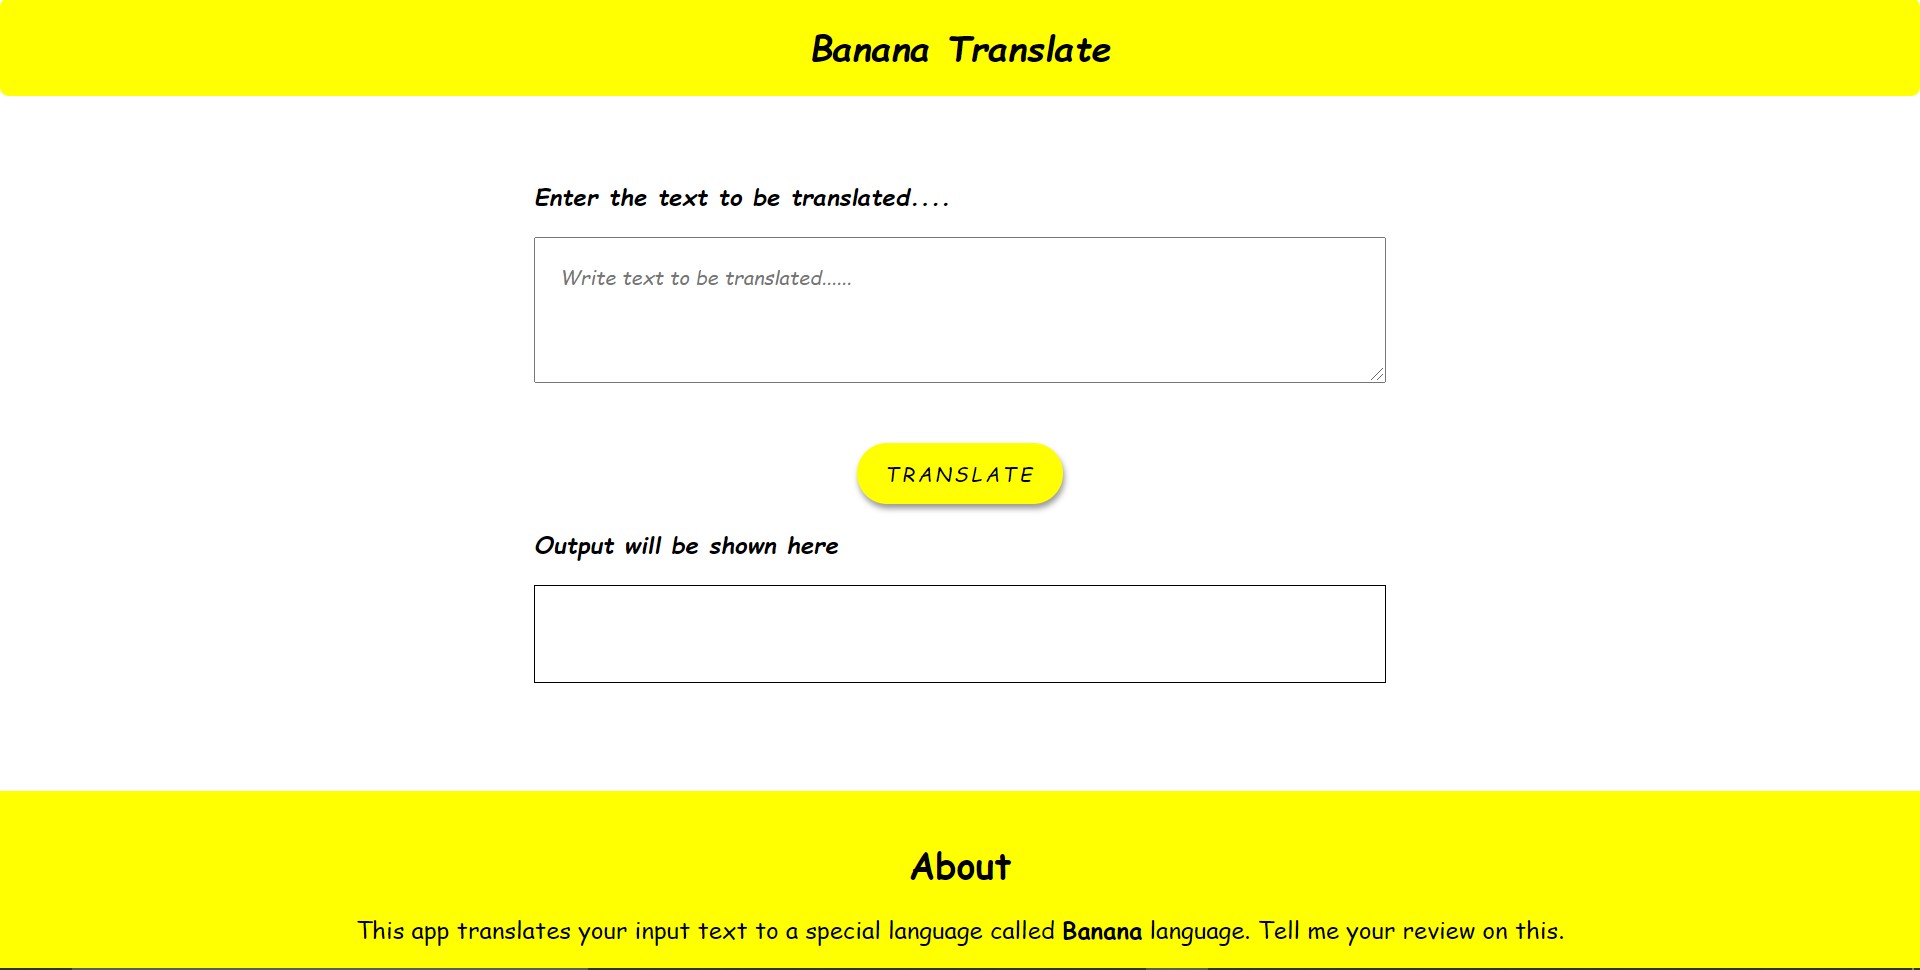 Banana Translate
Enter the text to be translated....
Write text to be translated......
TRANSLATE
Output will be shown here
About
This app translates your input text to a special language called Banana language. Tell me your review on this.